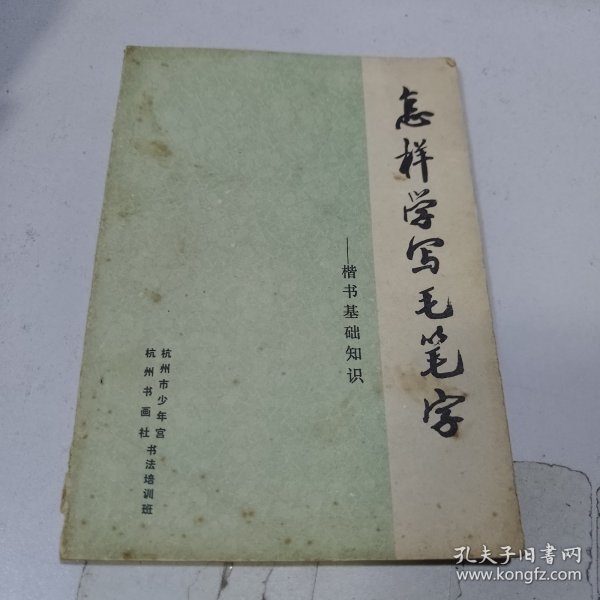 怎样学写毛笔字
——楷书基础知识
杭州市少年宫
杭州书画社
书法培训班
孔夫子旧书网
www.kongfz.com